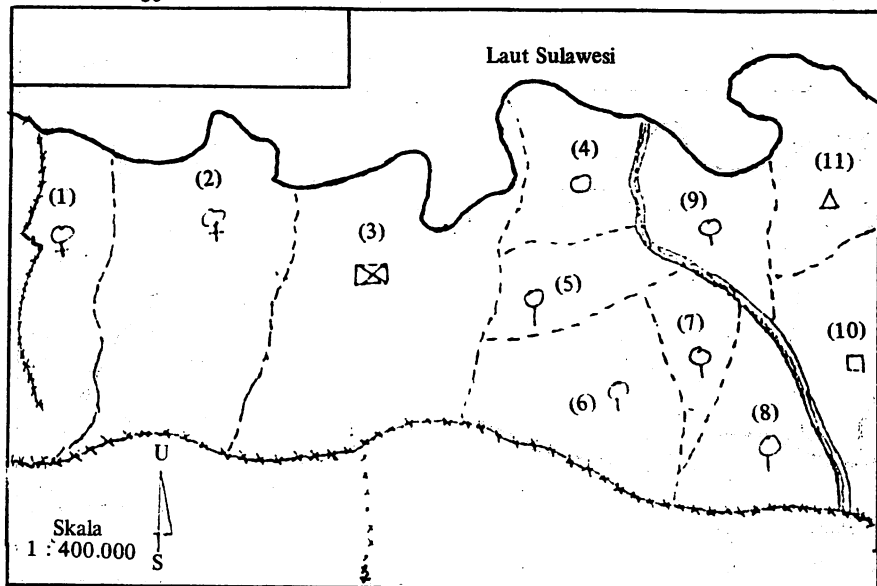 Laut Sulawesi
(1)
(2)
(3)
(4)
(5)
(6)
(7)
(8)
(9)
(10)
(11)
U
S
Skala
1 : 400.000